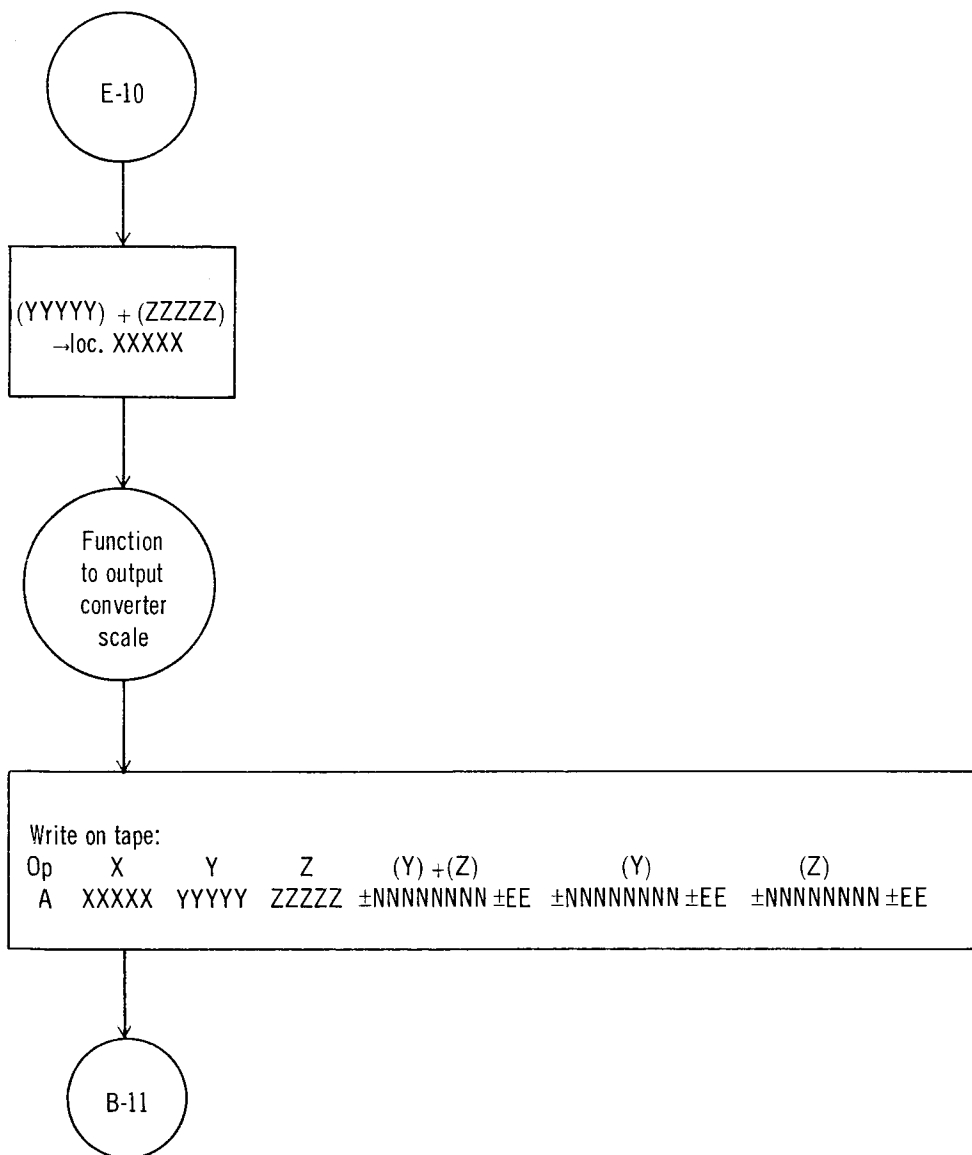 E-10
(YYYYY) + (ZZZZZ)
→loc. XXXXX
Function
to output
converter
scale
Write on tape:
Op X Y Z (Y) +(Z) (Y) (Z)
A XXXXX YYYYY ZZZZZ ±NNNNNNNN ±EE ±NNNNNNNN ±EE ±NNNNNNNN ±EE
B-11